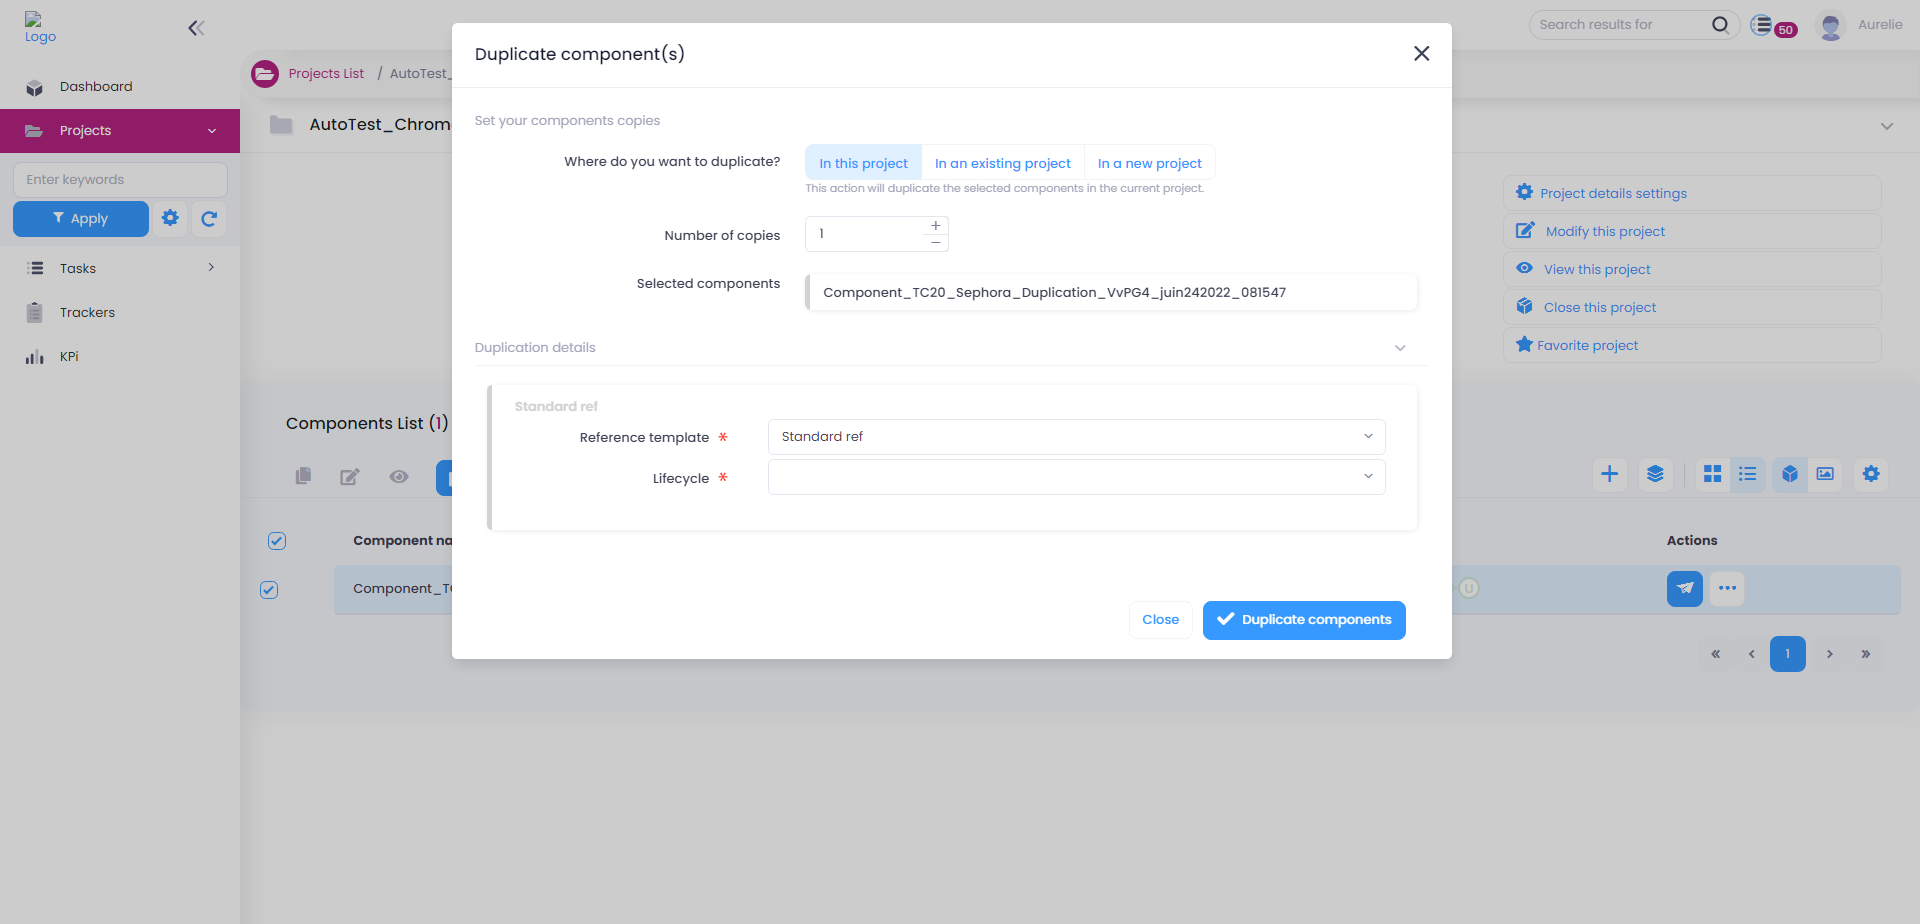 Logo
Dashboard
Projects
Enter keywords
Apply
Tasks
Trackers
KPi
Search results for
50
Aurelie
Projects List / AutoTest_
AutoTest_Chrom
Duplicate component(s)
Set your components copies
Where do you want to duplicate?
In this project
In an existing project
In a new project
This action will duplicate the selected components in the current project.
Number of copies
1
Selected components
Component_TC20_Sephora_Duplication_VvPG4_juin242022_081547
Duplication details
Standard ref
Reference template *
Standard ref
Lifecycle *
Close
Duplicate components
Project details settings
Modify this project
View this project
Close this project
Favorite project
Components List (1)
Component na
Actions
Component_T
U
1